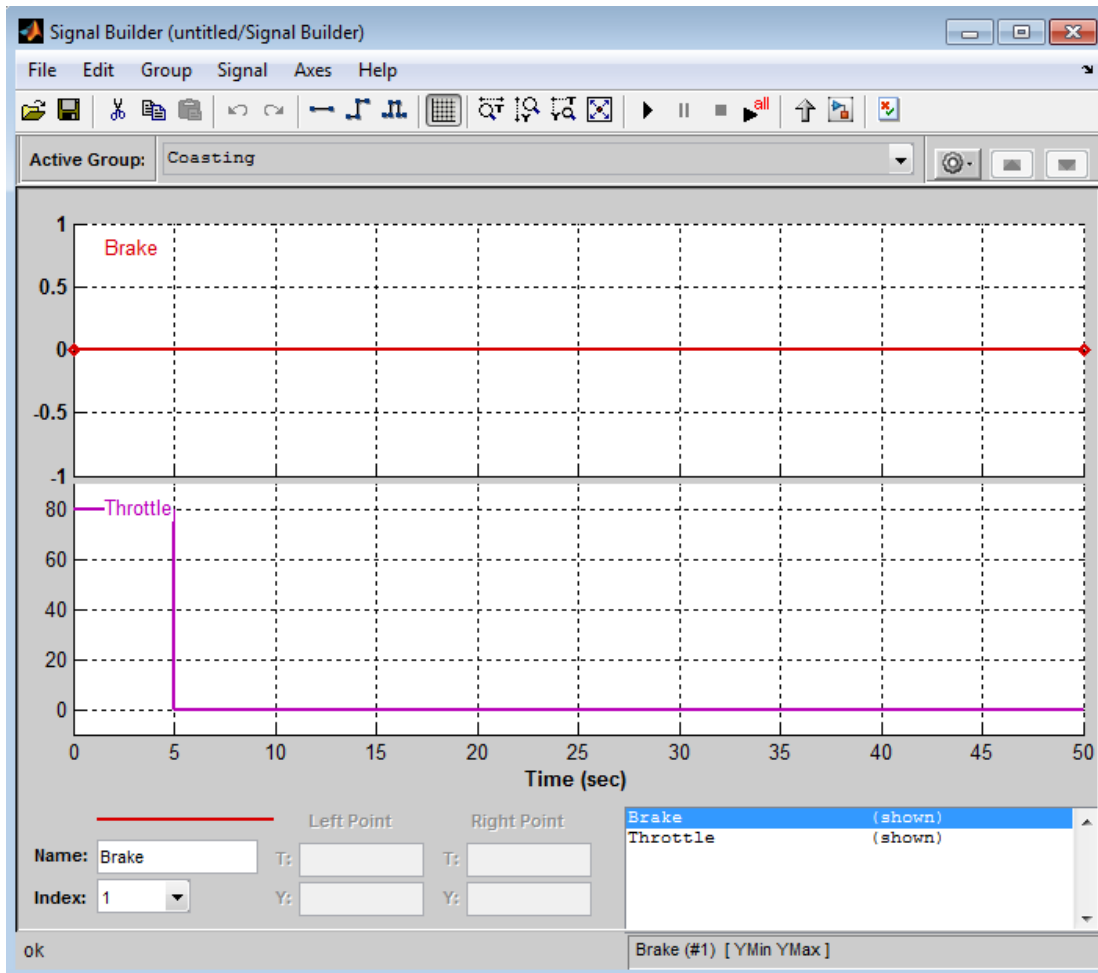 Signal Builder (untitled/Signal Builder)
File Edit Group Signal Axes Help
all
Active Group: Coasting
1
Brake
0.5
0
-0.5
-1
80
Throttle
60
40
20
0
0 5 10 15 20 25 30 35 40 45 50
Time (sec)
Left Point Right Point
Name: Brake T: T:
Index: 1 Y: Y:
Brake (shown)
Throttle (shown)
ok
Brake (#1) [ YMin YMax ]